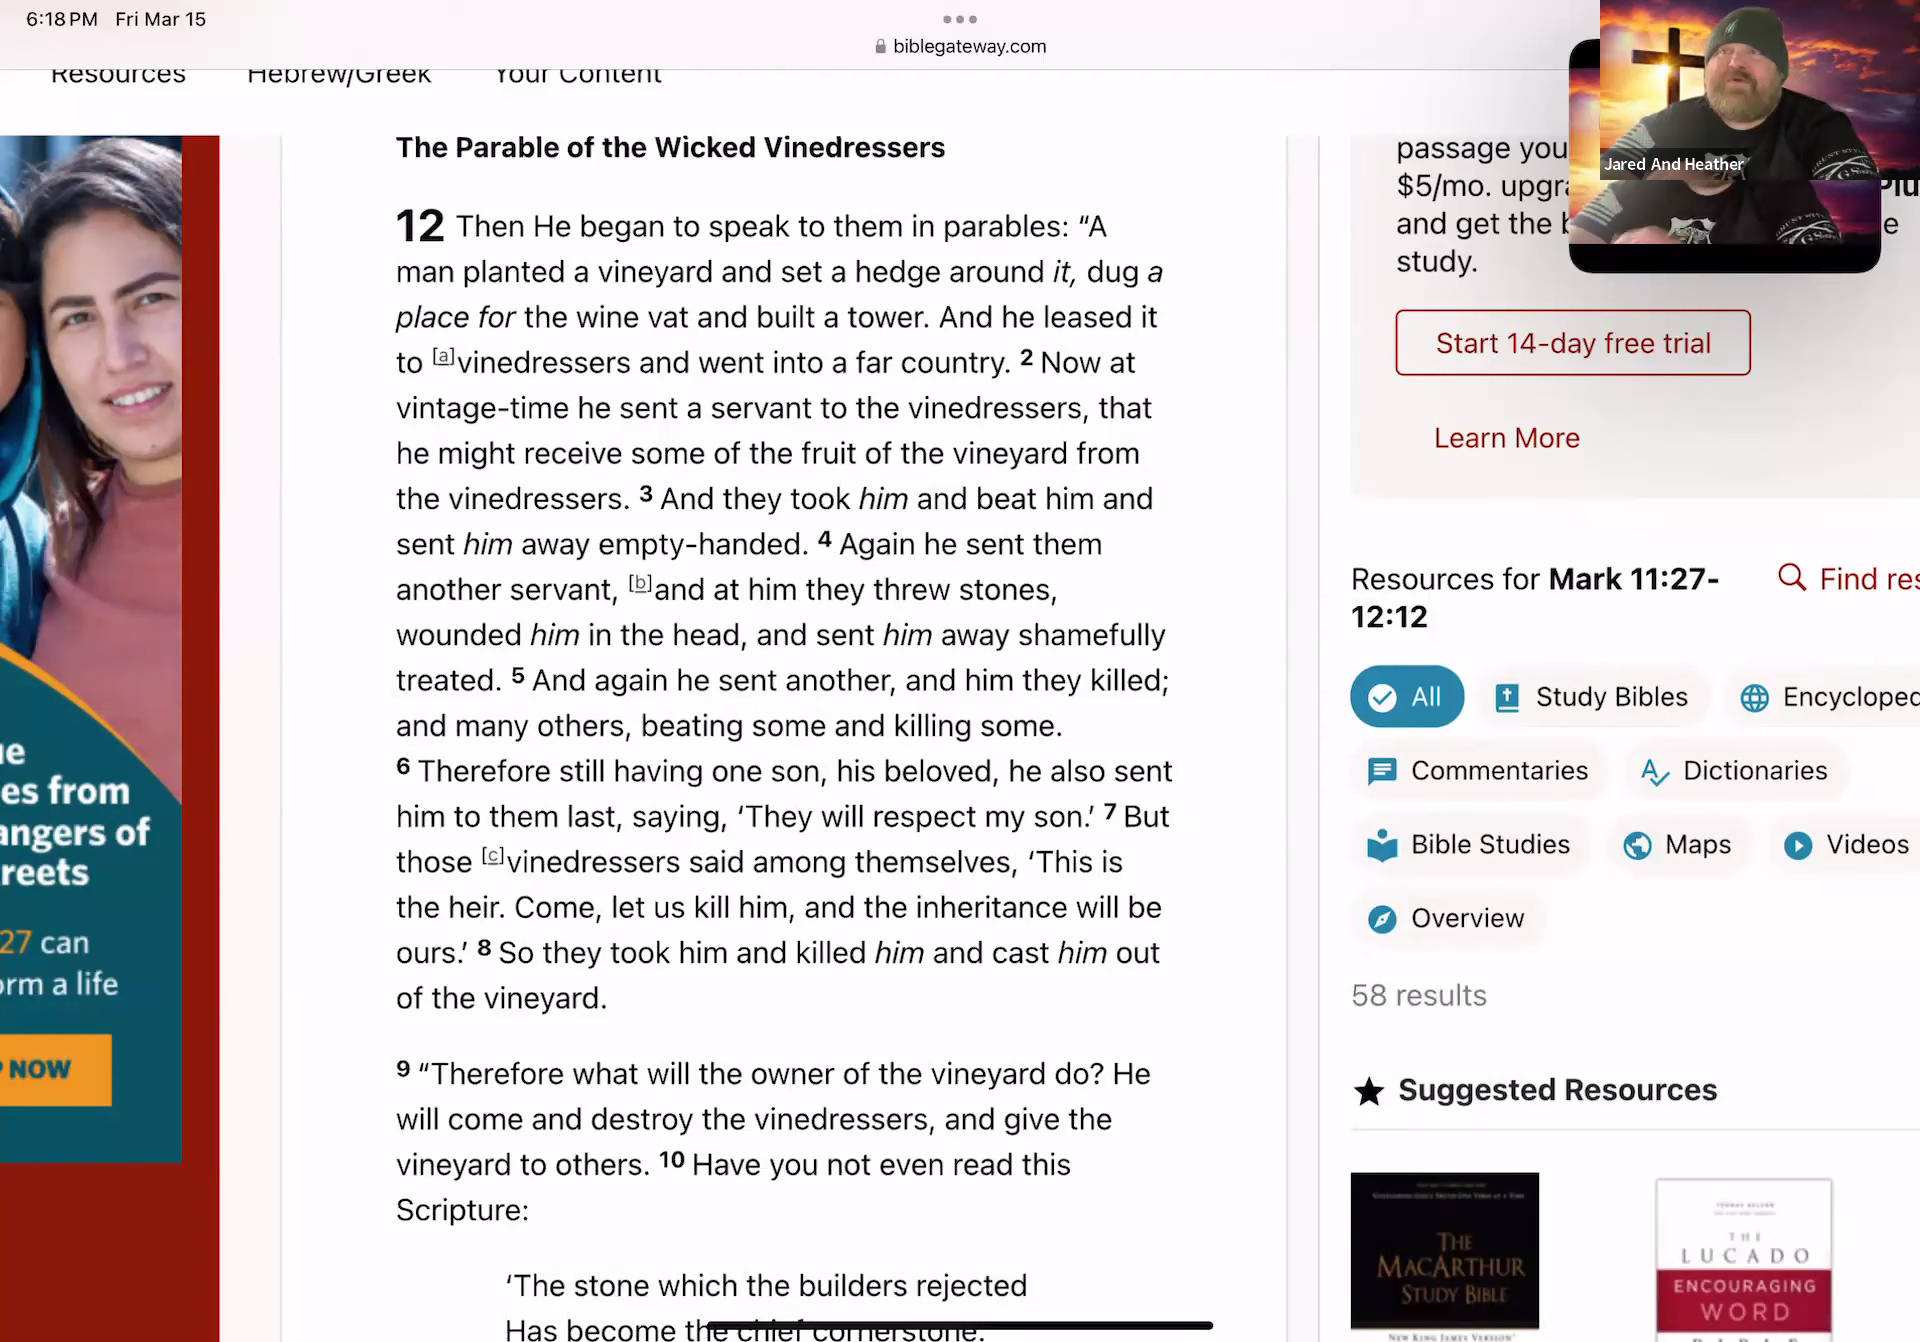 6:18 PM Fri Mar 15
biblegateway.com
Resources Hebrew/Greek Your Content
The Parable of the Wicked Vinedressers
12 Then He began to speak to them in parables: “A
man planted a vineyard and set a hedge around it, dug a
place for the wine vat and built a tower. And he leased it
to [a]vinedressers and went into a far country. 2 Now at
vintage-time he sent a servant to the vinedressers, that
he might receive some of the fruit of the vineyard from
the vinedressers. 3 And they took him and beat him and
sent him away empty-handed. 4 Again he sent them
another servant, [b]and at him they threw stones,
wounded him in the head, and sent him away shamefully
treated. 5 And again he sent another, and him they killed;
and many others, beating some and killing some.
6 Therefore still having one son, his beloved, he also sent
him to them last, saying, ‘They will respect my son.’ 7 But
those [c]vinedressers said among themselves, ‘This is
the heir. Come, let us kill him, and the inheritance will be
ours.’ 8 So they took him and killed him and cast him out
of the vineyard.
9 “Therefore what will the owner of the vineyard do? He
will come and destroy the vinedressers, and give the
vineyard to others. 10 Have you not even read this
Scripture:
‘The stone which the builders rejected
Has become the chief cornerstone.
es from
angers of
reets
27 can
orm a life
NOW
Jared And Heather
passage you
$5/mo.
and get the
study.
Start 14-day free trial
Learn More
Resources for Mark 11:27-
12:12
Find res
All Study Bibles Encycloped
Commentaries Dictionaries
Bible Studies Maps Videos
Overview
58 results
Suggested Resources
THE
MACARTHUR
STUDY BIBLE
NEW KING JAMES VERSION
THE
LUCADO
ENCOURAGING
WORD